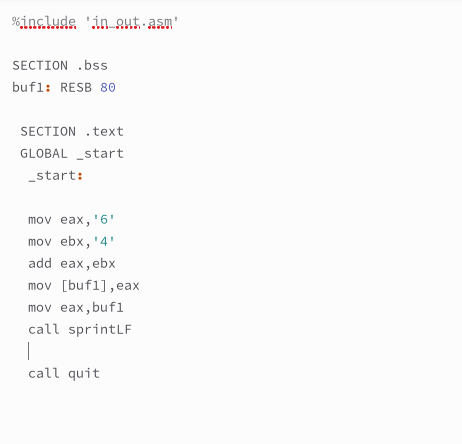 %include 'in_out.asm'
SECTION .bss
buf1: RESB 80
SECTION .text
GLOBAL _start
_start:
mov eax,'6'
mov ebx,'4'
add eax,ebx
mov [buf1],eax
mov eax,buf1
call sprintLF
call quit